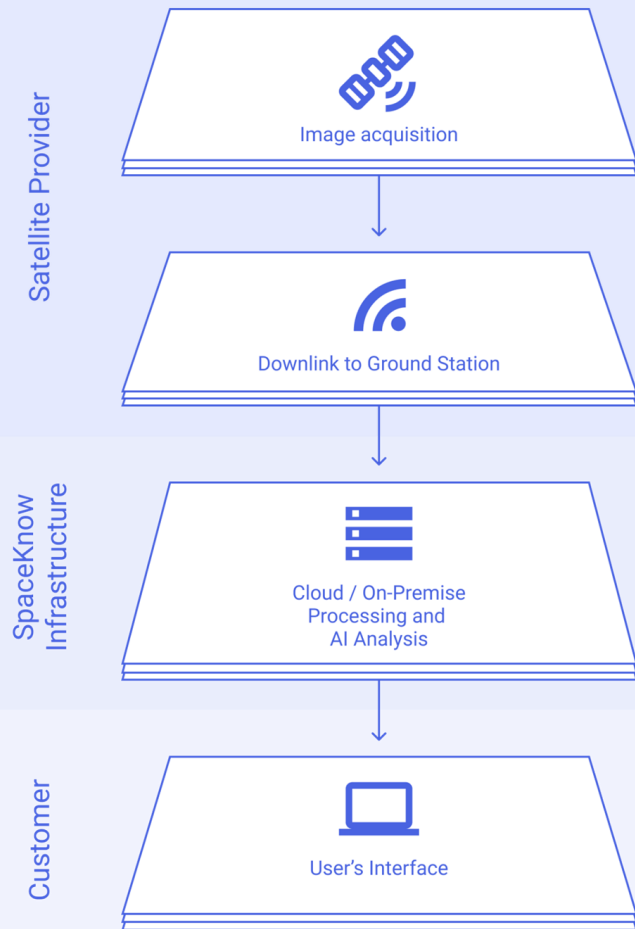 Satellite Provider
Image acquisition
Downlink to Ground Station
SpaceKnow
Infrastructure
Cloud / On-Premise
Processing and
AI Analysis
Customer
User’s Interface